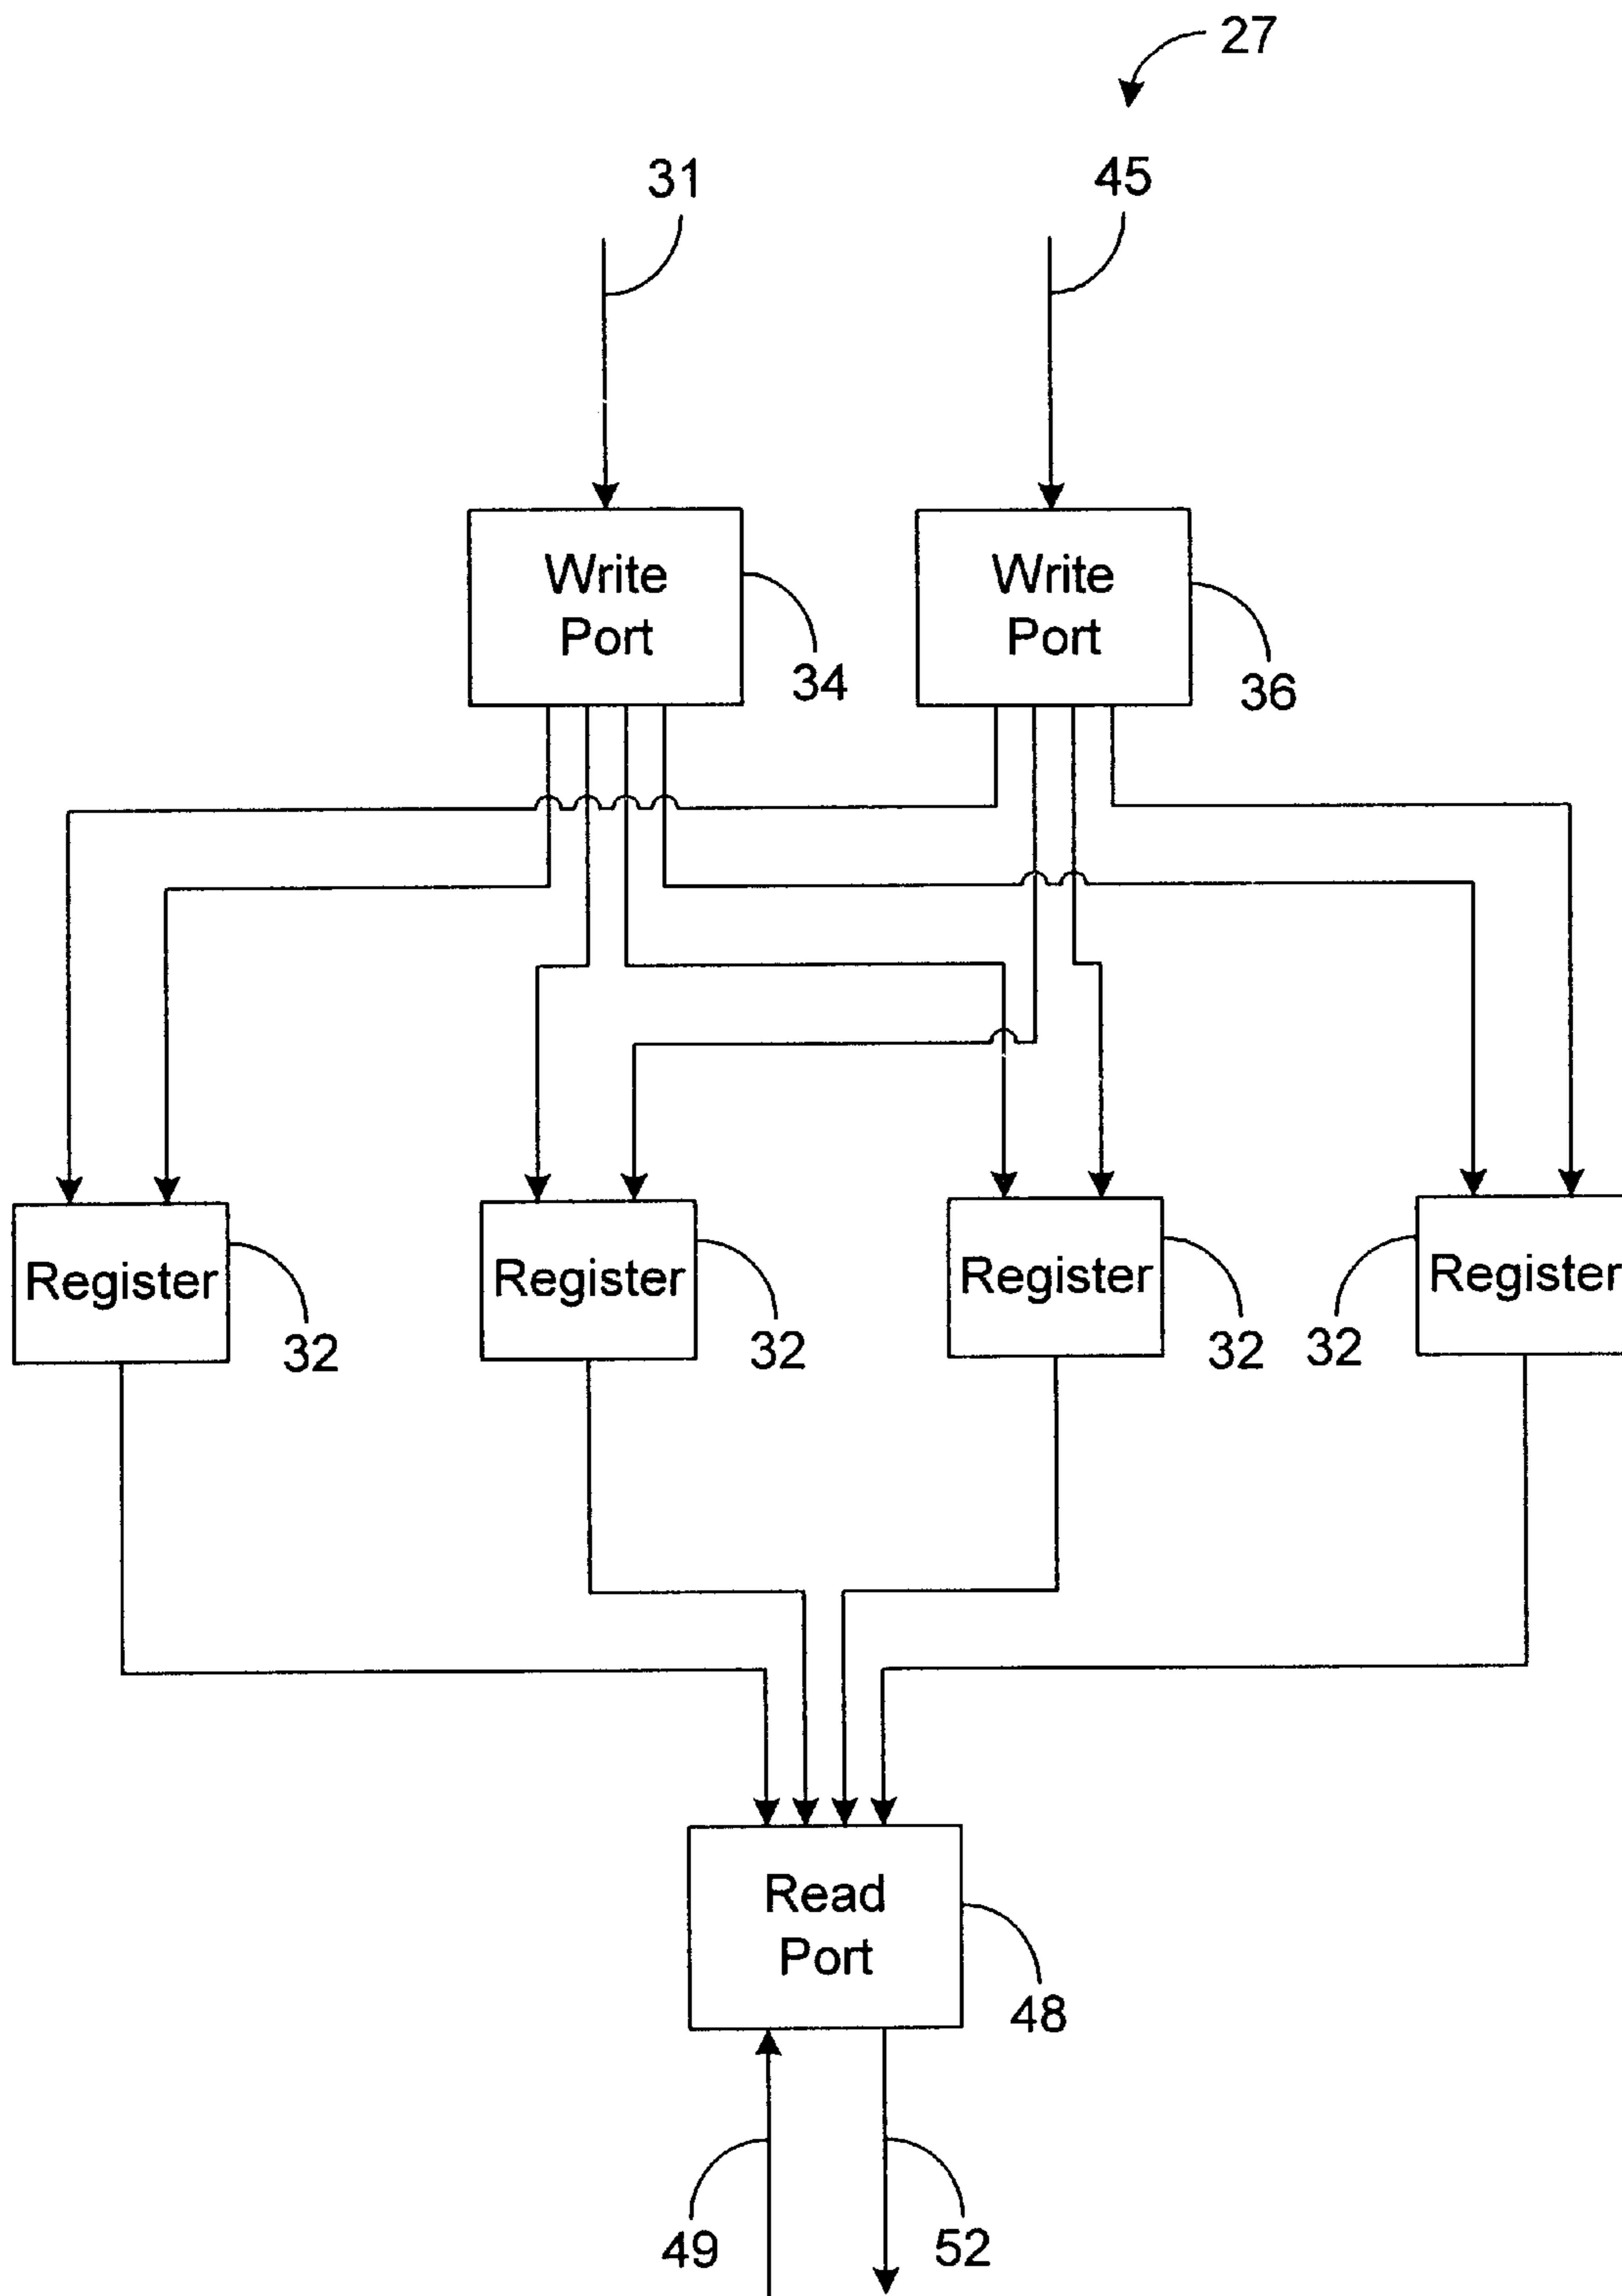 27
31
45
Write
Port
34
Write
Port
36
Register
32
Register
32
Register
32
32
Register
Read
Port
48
49
52